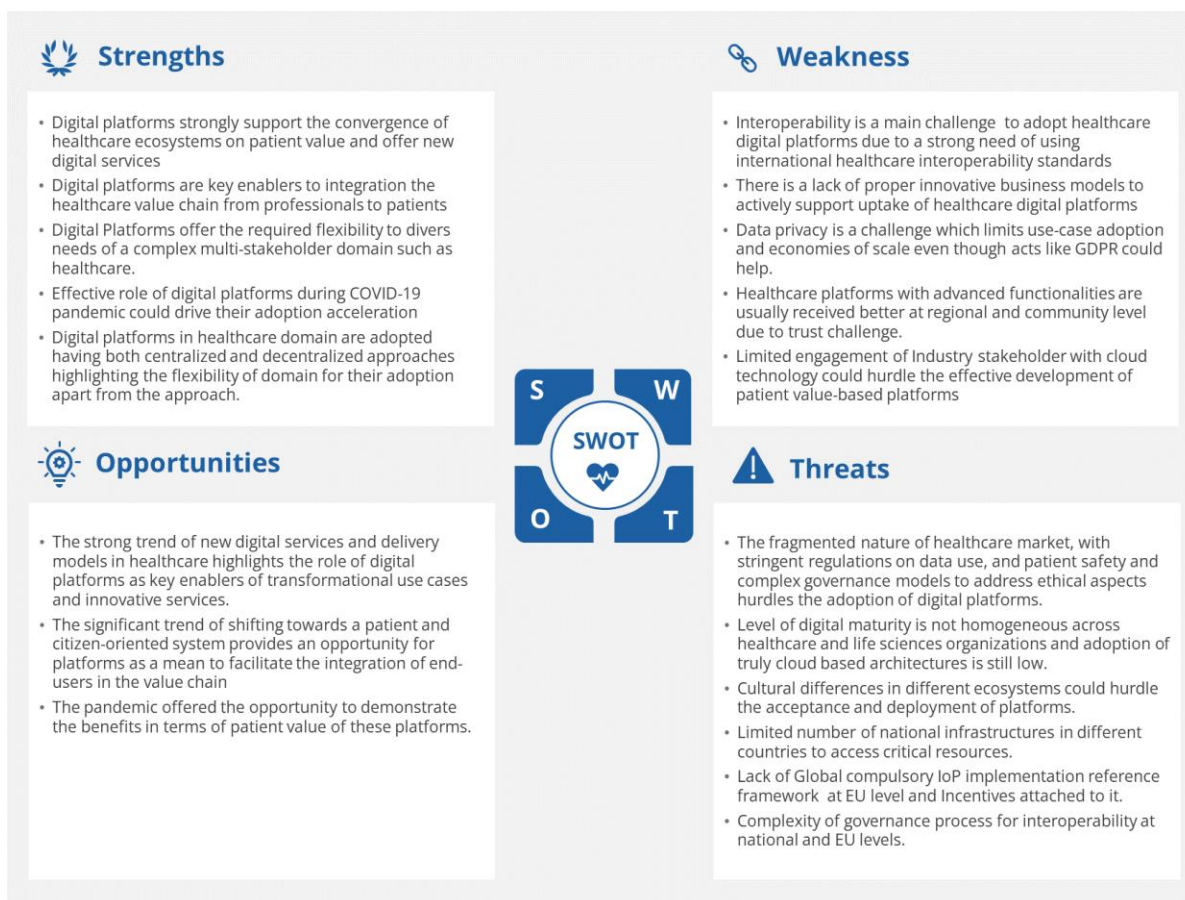 Strengths
• Digital platforms strongly support the convergence of
healthcare ecosystems on patient value and offer new
digital services
• Digital platforms are key enablers to integration the
healthcare value chain from professionals to patients
• Digital Platforms offer the required flexibility to divers
needs of a complex multi-stakeholder domain such as
healthcare.
• Effective role of digital platforms during COVID-19
pandemic could drive their adoption acceleration
• Digital platforms in healthcare domain are adopted
having both centralized and decentralized approaches
highlighting the flexibility of domain for their adoption
apart from the approach.
Weakness
• Interoperability is a main challenge to adopt healthcare
digital platforms due to a strong need of using
international healthcare interoperability standards
• There is a lack of proper innovative business models to
actively support uptake of healthcare digital platforms
• Data privacy is a challenge which limits use-case adoption
and economies of scale even though acts like GDPR could
help.
• Healthcare platforms with advanced functionalities are
usually received better at regional and community level
due to trust challenge.
• Limited engagement of Industry stakeholder with cloud
technology could hurdle the effective development of
patient value-based platforms
S
W
SWOT
O
T
Opportunities
• The strong trend of new digital services and delivery
models in healthcare highlights the role of digital
platforms as key enablers of transformational use cases
and innovative services.
• The significant trend of shifting towards a patient and
citizen-oriented system provides an opportunity for
platforms as a mean to facilitate the integration of end-
users in the value chain
• The pandemic offered the opportunity to demonstrate
the benefits in terms of patient value of these platforms.
Threats
• The fragmented nature of healthcare market, with
stringent regulations on data use, and patient safety and
complex governance models to address ethical aspects
hurdles the adoption of digital platforms.
• Level of digital maturity is not homogeneous across
healthcare and life sciences organizations and adoption of
truly cloud based architectures is still low.
• Cultural differences in different ecosystems could hurdle
the acceptance and deployment of platforms.
• Limited number of national infrastructures in different
countries to access critical resources.
• Lack of Global compulsory IoP implementation reference
framework at EU level and Incentives attached to it.
• Complexity of governance process for interoperability at
national and EU levels.